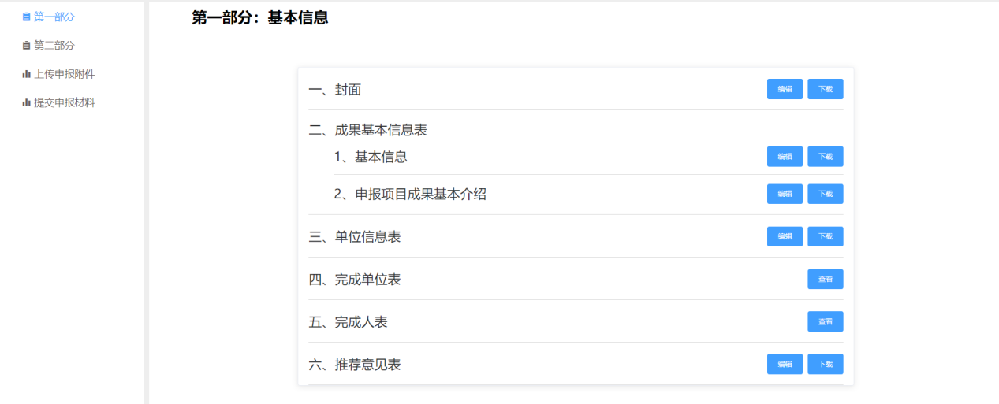 第一部分
第二部分
上传申报附件
提交申报材料
第一部分：基本信息
一、封面 编辑 下载
二、成果基本信息表
1、基本信息 编辑 下载
2、申报项目成果基本介绍 编辑 下载
三、单位信息表 编辑 下载
四、完成单位表 查看
五、完成人表 查看
六、推荐意见表 编辑 下载